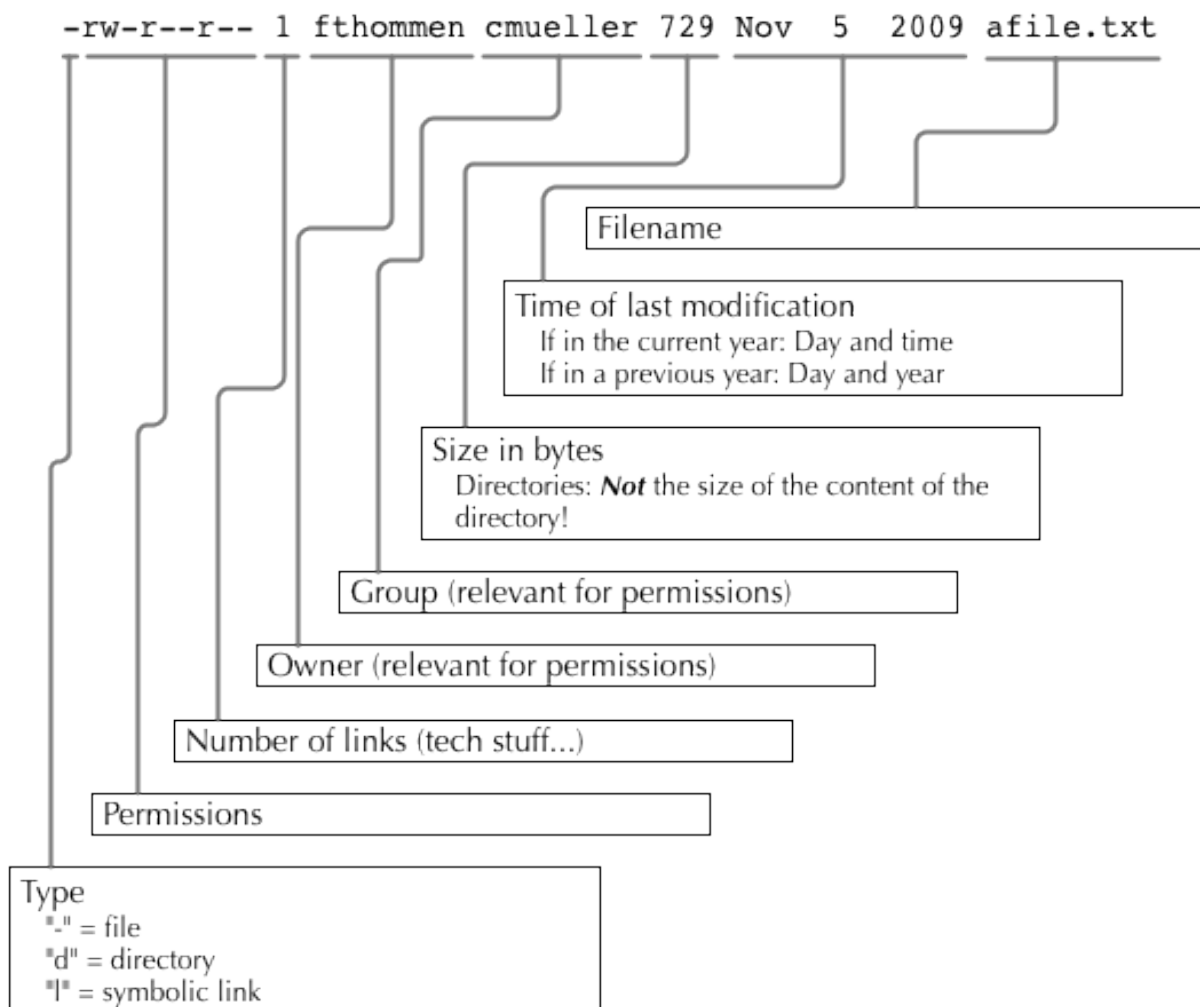 -rw-r--r-- 1 fthommen cmueller 729 Nov 5 2009 afile.txt
Filename
Time of last modification
If in the current year: Day and time
If in a previous year: Day and year
Size in bytes
Directories: Not the size of the content of the
directory!
Group (relevant for permissions)
Owner (relevant for permissions)
Number of links (tech stuff...)
Permissions
Type
"-" = file
"d" = directory
"l" = symbolic link